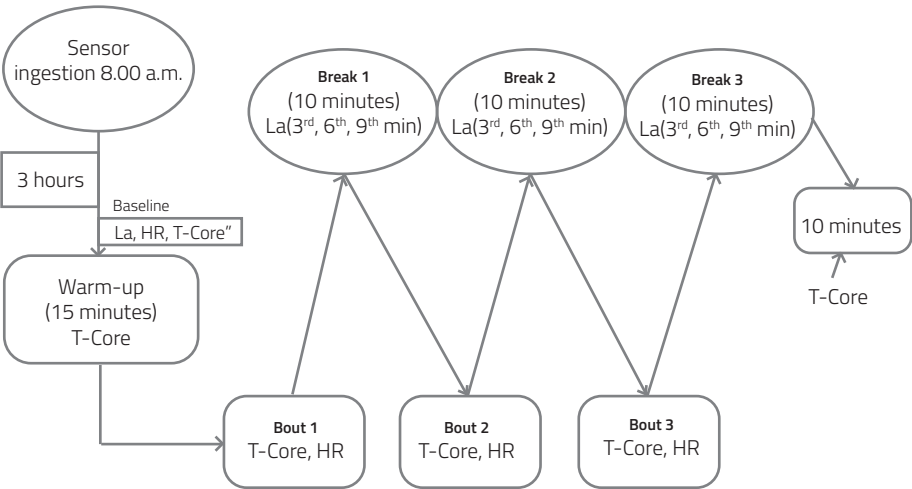 Sensor
ingestion 8.00 a.m.
3 hours
Baseline
La, HR, T-Core”
Warm-up
(15 minutes)
T-Core
Bout 1
T-Core, HR
Break 1
(10 minutes)
La(3rd, 6th, 9th min)
Bout 2
T-Core, HR
Break 2
(10 minutes)
La(3rd, 6th, 9th min)
Bout 3
T-Core, HR
Break 3
(10 minutes)
La(3rd, 6th, 9th min)
10 minutes
T-Core